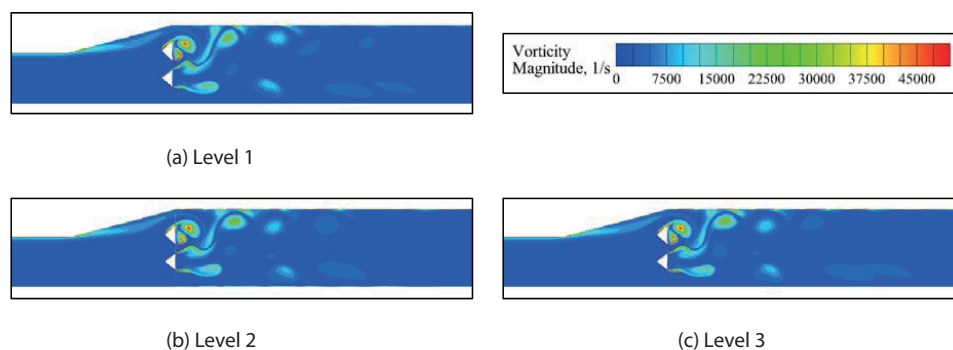 Vorticity
Magnitude, 1/s
0 7500 15000 22500 30000 37500 45000
(a) Level 1
(b) Level 2
(c) Level 3